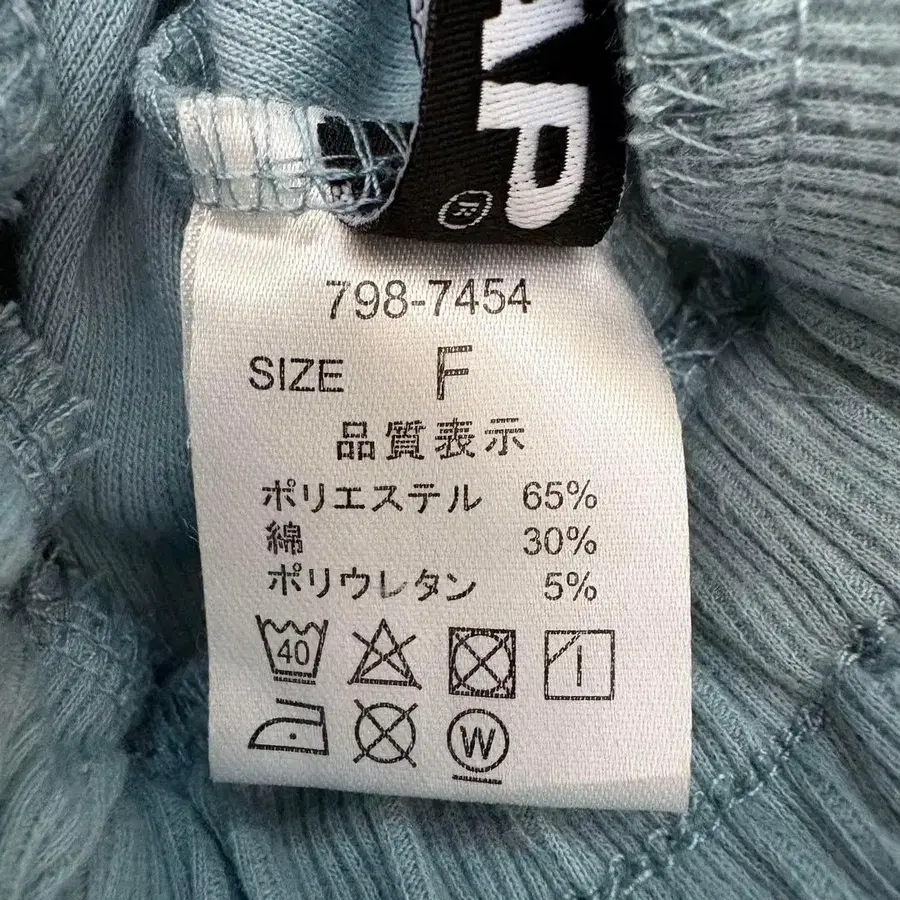 AP®
798-7454
SIZE F
品質表示
ポリエステル 65%
綿 30%
ポリウレタン 5%
40
W